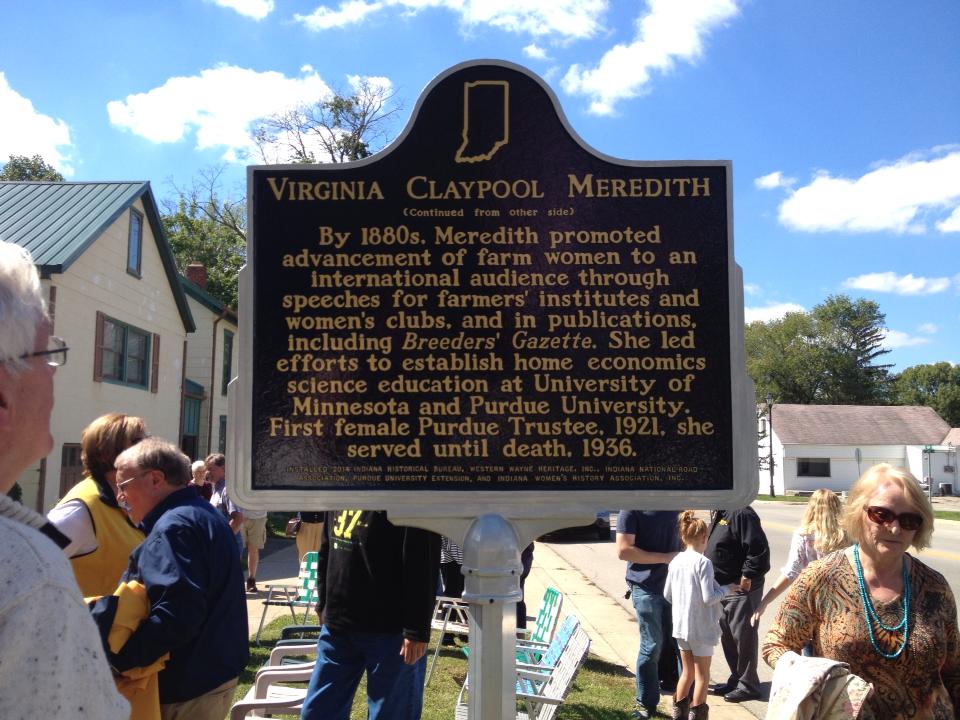 VIRGINIA CLAYPOOL MEREDITH
(Continued from other side)
By 1880s, Meredith promoted
advancement of farm women to an
international audience through
speeches for farmers' institutes and
women's clubs, and in publications,
including Breeders' Gazette. She led
efforts to establish home economics
science education at University of
Minnesota and Purdue University.
First female Purdue Trustee, 1921, she
served until death, 1936.
INSTALLED 2014 INDIANA HISTORICAL BUREAU, WESTERN WAYNE HERITAGE, INC., INDIANA NATIONAL ROAD
ASSOCIATION, PURDUE UNIVERSITY EXTENSION, AND INDIANA WOMEN'S HISTORY ASSOCIATION, INC.
37